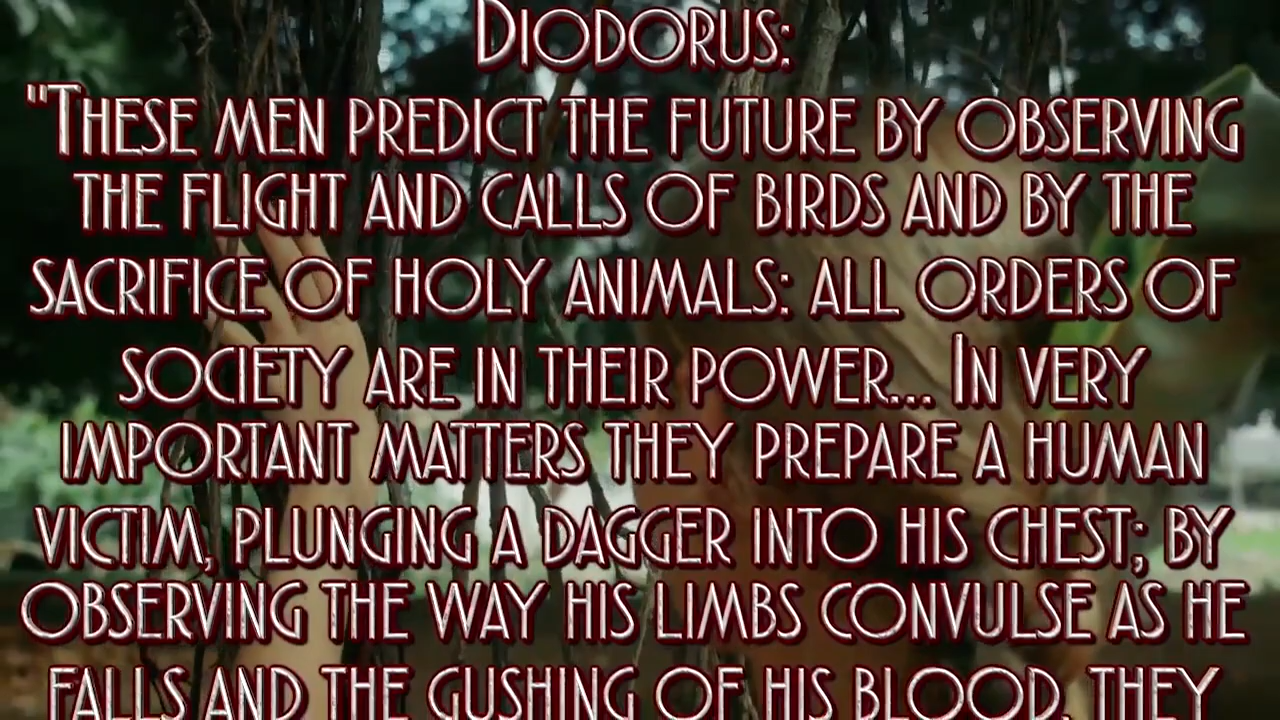 Diodorus:
"These men predict the future by observing
the flight and calls of birds and by the
sacrifice of holy animals: all orders of
society are in their power... In very
important matters they prepare a human
victim, plunging a dagger into his chest; by
observing the way his limbs convulse as he
falls and the gushing of his blood, they